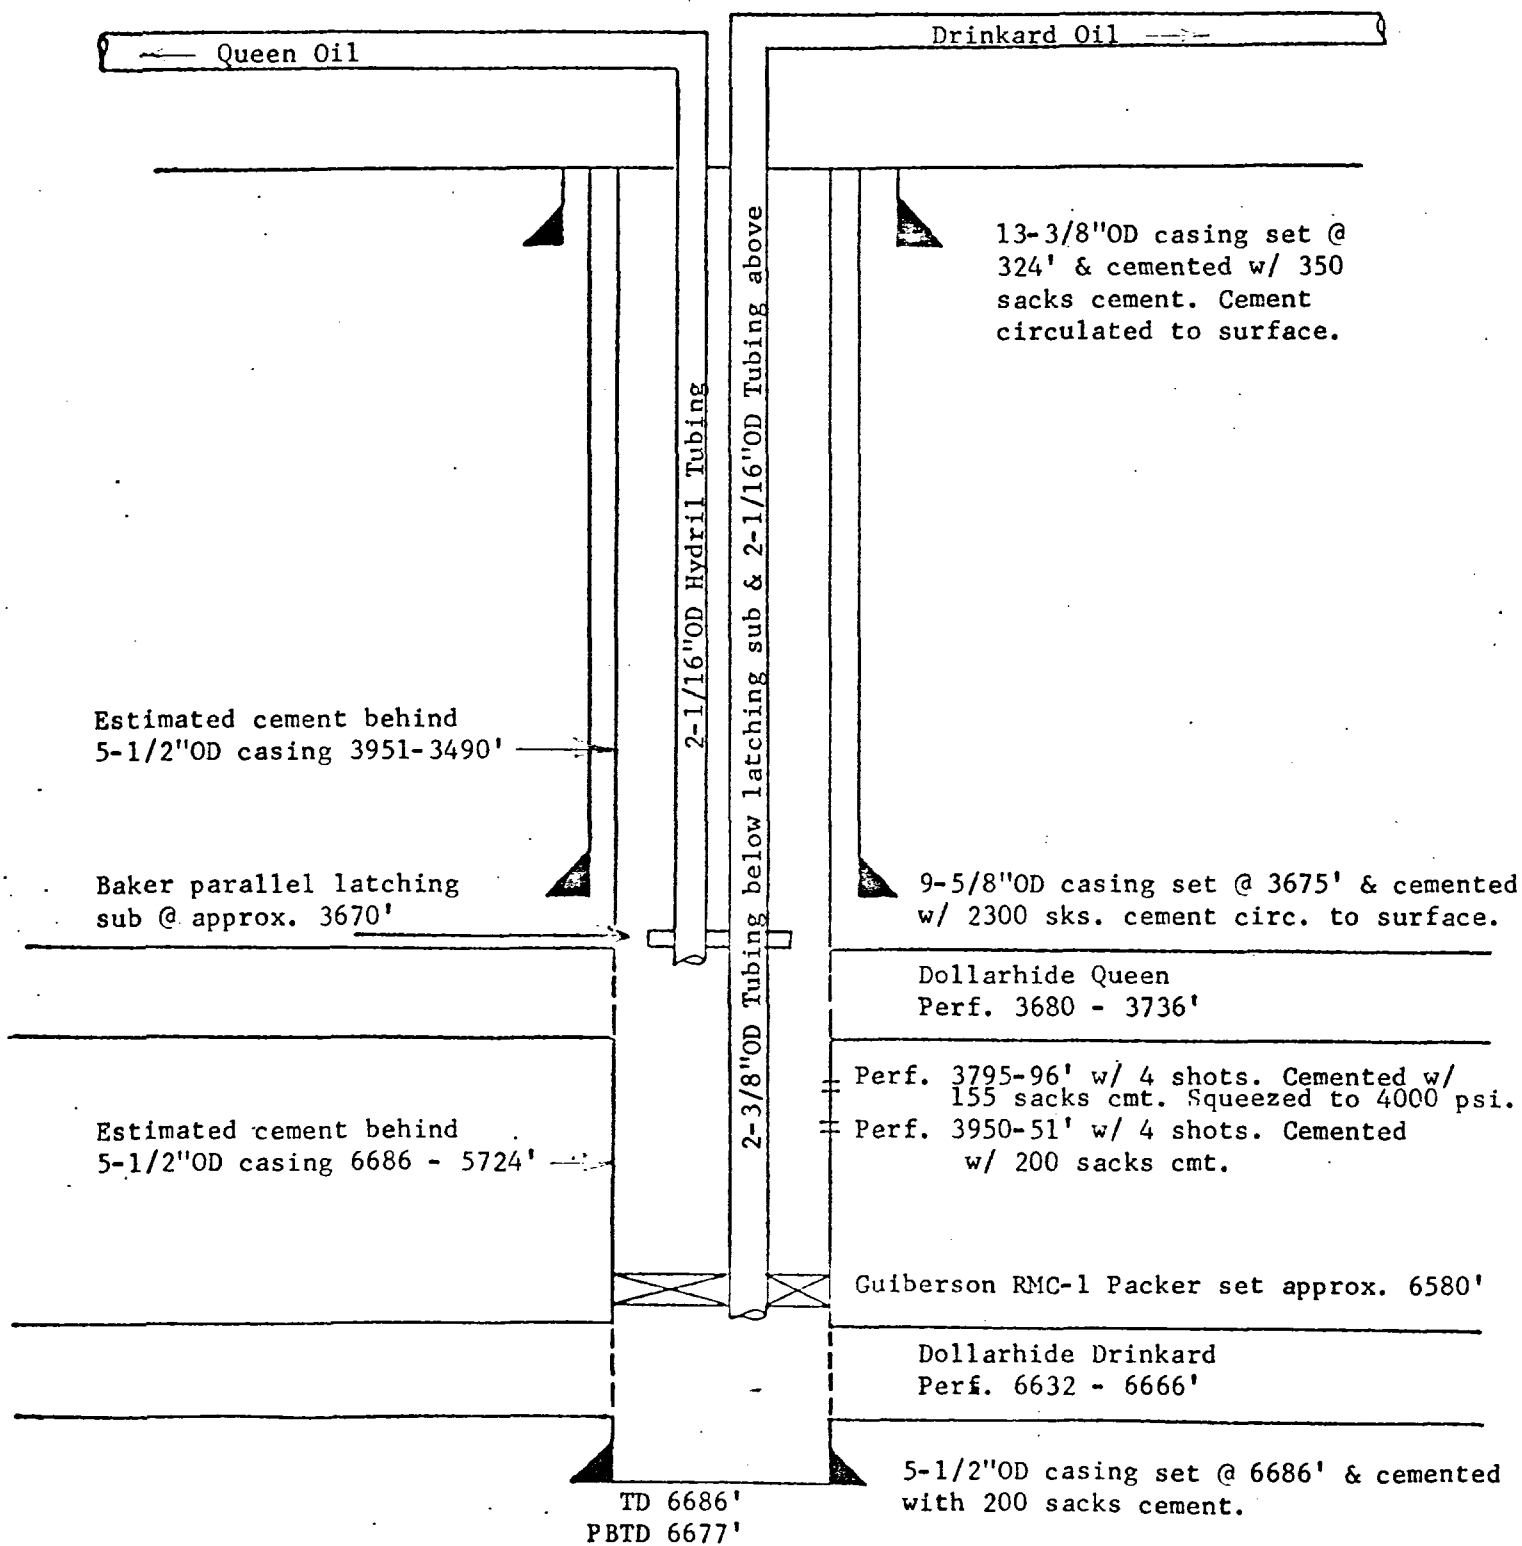 Queen Oil
Drinkard Oil
13-3/8"OD casing set @
324' & cemented w/ 350
sacks cement. Cement
circulated to surface.
2-1/16"OD Hydril Tubing
2-3/8"OD Tubing below latching sub & 2-1/16"OD Tubing above
Estimated cement behind
5-1/2"OD casing 3951-3490'
Baker parallel latching
sub @ approx. 3670'
9-5/8"OD casing set @ 3675' & cemented
w/ 2300 sks. cement circ. to surface.
Dollarhide Queen
Perf. 3680 - 3736'
Perf. 3795-96' w/ 4 shots. Cemented w/
155 sacks cmt. Squeezed to 4000 psi.
Perf. 3950-51' w/ 4 shots. Cemented
w/ 200 sacks cmt.
Estimated cement behind
5-1/2"OD casing 6686 - 5724'
Guiberson RMC-1 Packer set approx. 6580'
Dollarhide Drinkard
Perf. 6632 - 6666'
5-1/2"OD casing set @ 6686' & cemented
with 200 sacks cement.
TD 6686'
PBTD 6677'